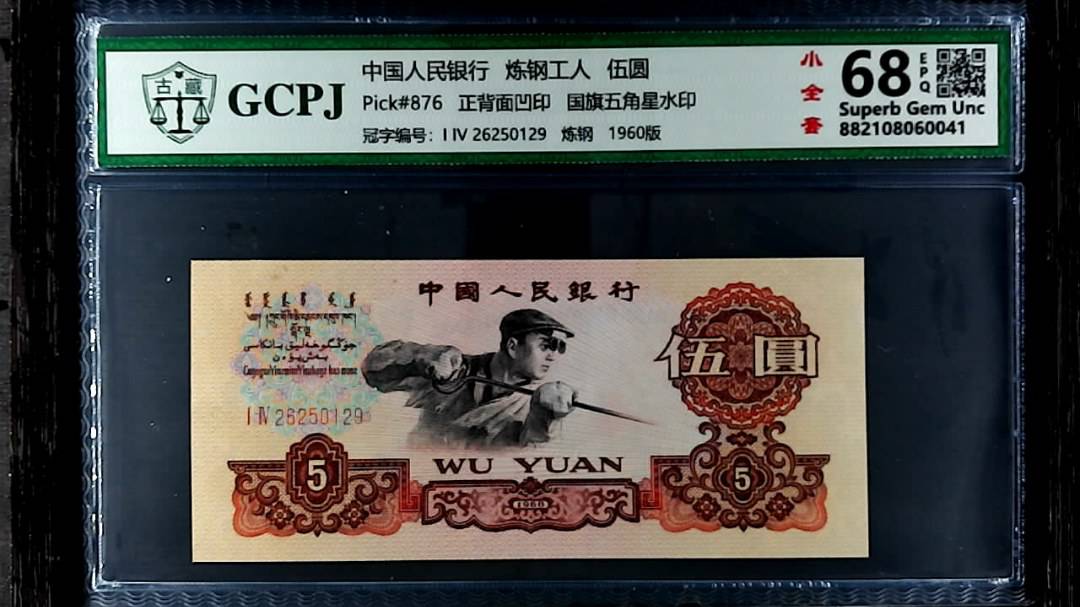 古 藏
GCPJ
中国人民银行 炼钢工人 伍圆
Pick#876 正背面凹印 国旗五角星水印
冠字编号: I IV 26250129 炼钢 1960版
小全套
68
EPQ
Superb Gem Unc
882108060041
中國人民銀行
伍圓
I IV 26250129
5
WU YUAN
5
1960